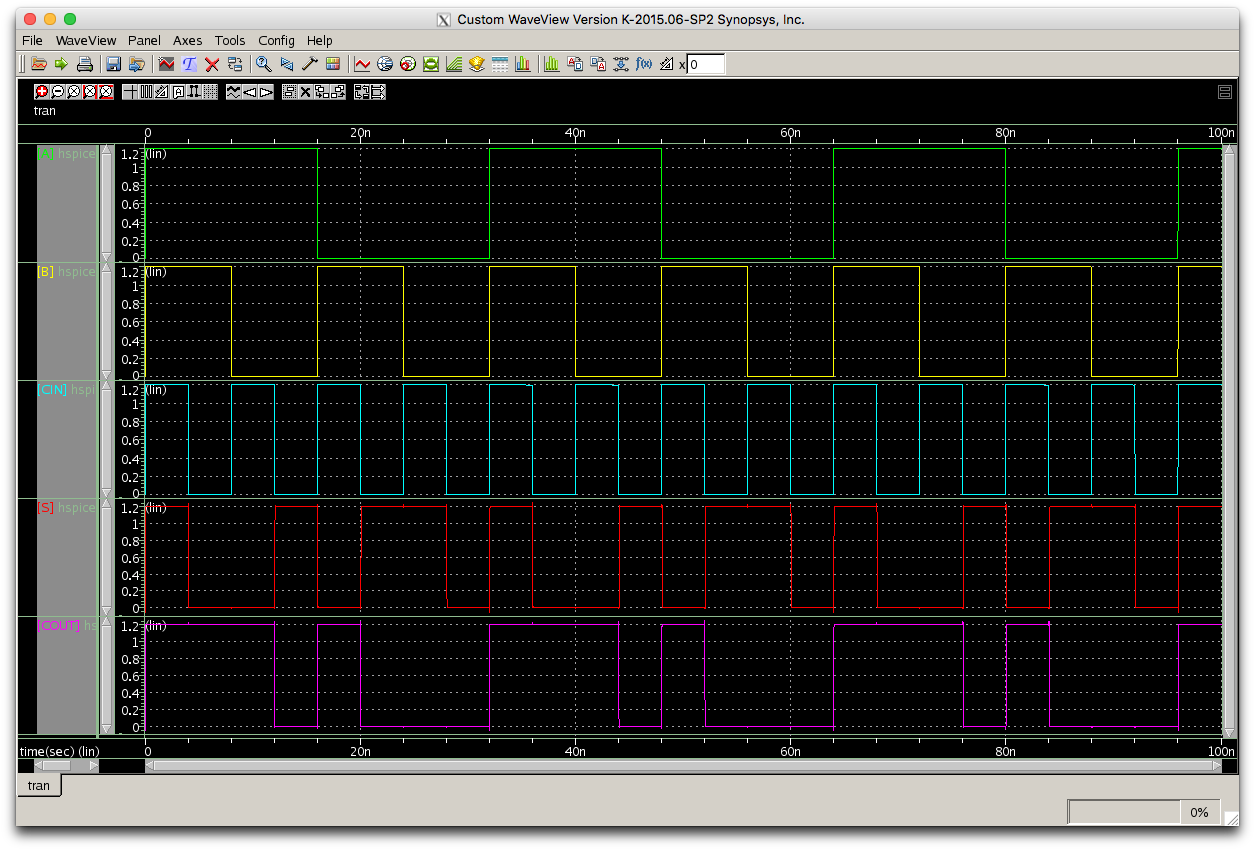 Custom WaveView Version K-2015.06-SP2 Synopsys, Inc.
File WaveView Panel Axes Tools Config Help
x 0
tran
0 20n 40n 60n 80n 100n
[A] hspice 1.2 (lin)
1
0.8
0.6
0.4
0.2
0
[B] hspice 1.2 (lin)
1
0.8
0.6
0.4
0.2
0
[CIN] hspi 1.2 (lin)
1
0.8
0.6
0.4
0.2
0
[S] hspice 1.2 (lin)
1
0.8
0.6
0.4
0.2
0
[COUT] hs 1.2 (lin)
1
0.8
0.6
0.4
0.2
0
time(sec) (lin) 0 20n 40n 60n 80n 100n
tran
0%